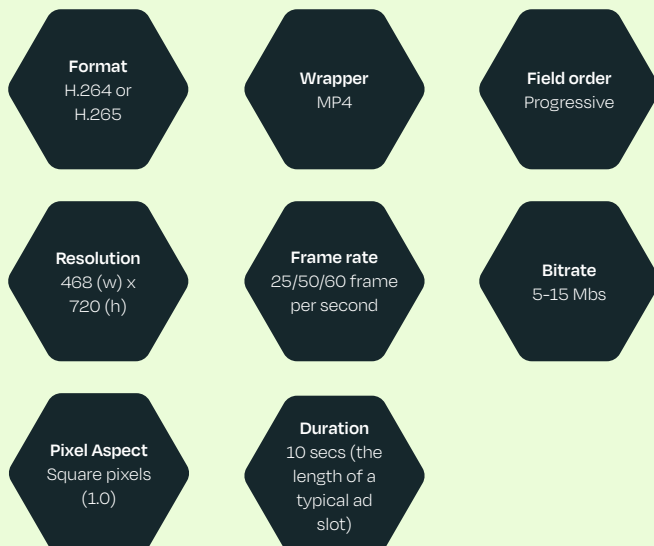 Format
H.264 or
H.265
Wrapper
MP4
Field order
Progressive
Resolution
468 (w) x
720 (h)
Frame rate
25/50/60 frame
per second
Bitrate
5-15 Mbs
Pixel Aspect
Square pixels
(1.0)
Duration
10 secs (the
length of a
typical ad
slot)